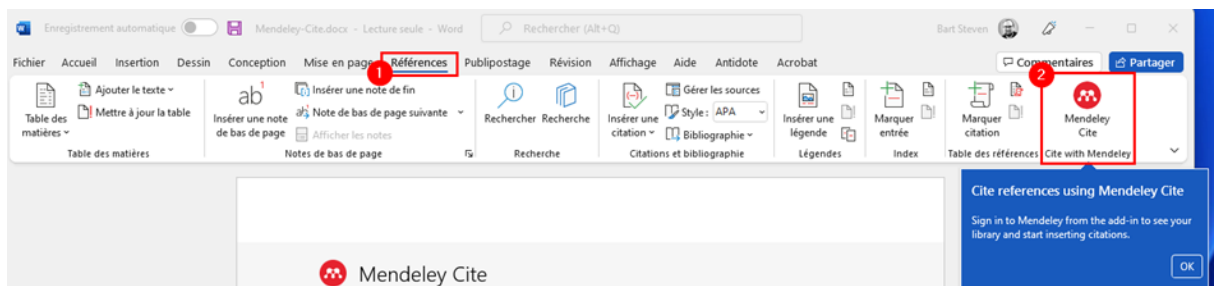 Enregistrement automatique
Mendeley-Cite.docx - Lecture seule - Word
Rechercher (Alt+Q)
Bart Steven
Fichier Accueil Insertion Dessin Conception Mise en page Références Publipostage Révision Affichage Aide Antidote Acrobat
Commentaires
Partager
1
2
Table des matières
Ajouter le texte
Mettre à jour la table
Table des matières
ab
Insérer une note de bas de page
Insérer une note de fin
Note de bas de page suivante
Afficher les notes
Notes de bas de page
Rechercher
Recherche
Recherche
Insérer une citation
Gérer les sources
Style : APA
Bibliographie
Citations et bibliographie
Insérer une légende
Légendes
Marquer entrée
Index
Marquer citation
Table des références
Mendeley Cite
Cite with Mendeley
Cite references using Mendeley Cite
Sign in to Mendeley from the add-in to see your
library and start inserting citations.
OK
Mendeley Cite